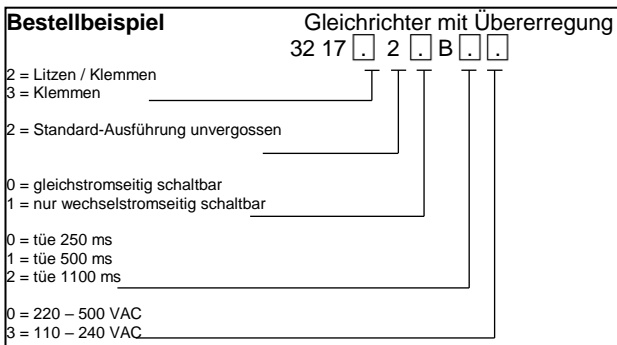 Bestellbeispiel Gleichrichter mit Übererregung
32 17 . 2 . B . .
2 = Litzen / Klemmen
3 = Klemmen
2 = Standard-Ausführung unvergossen
0 = gleichstromseitig schaltbar
1 = nur wechselstromseitig schaltbar
0 = tüe 250 ms
1 = tüe 500 ms
2 = tüe 1100 ms
0 = 220 – 500 VAC
3 = 110 – 240 VAC